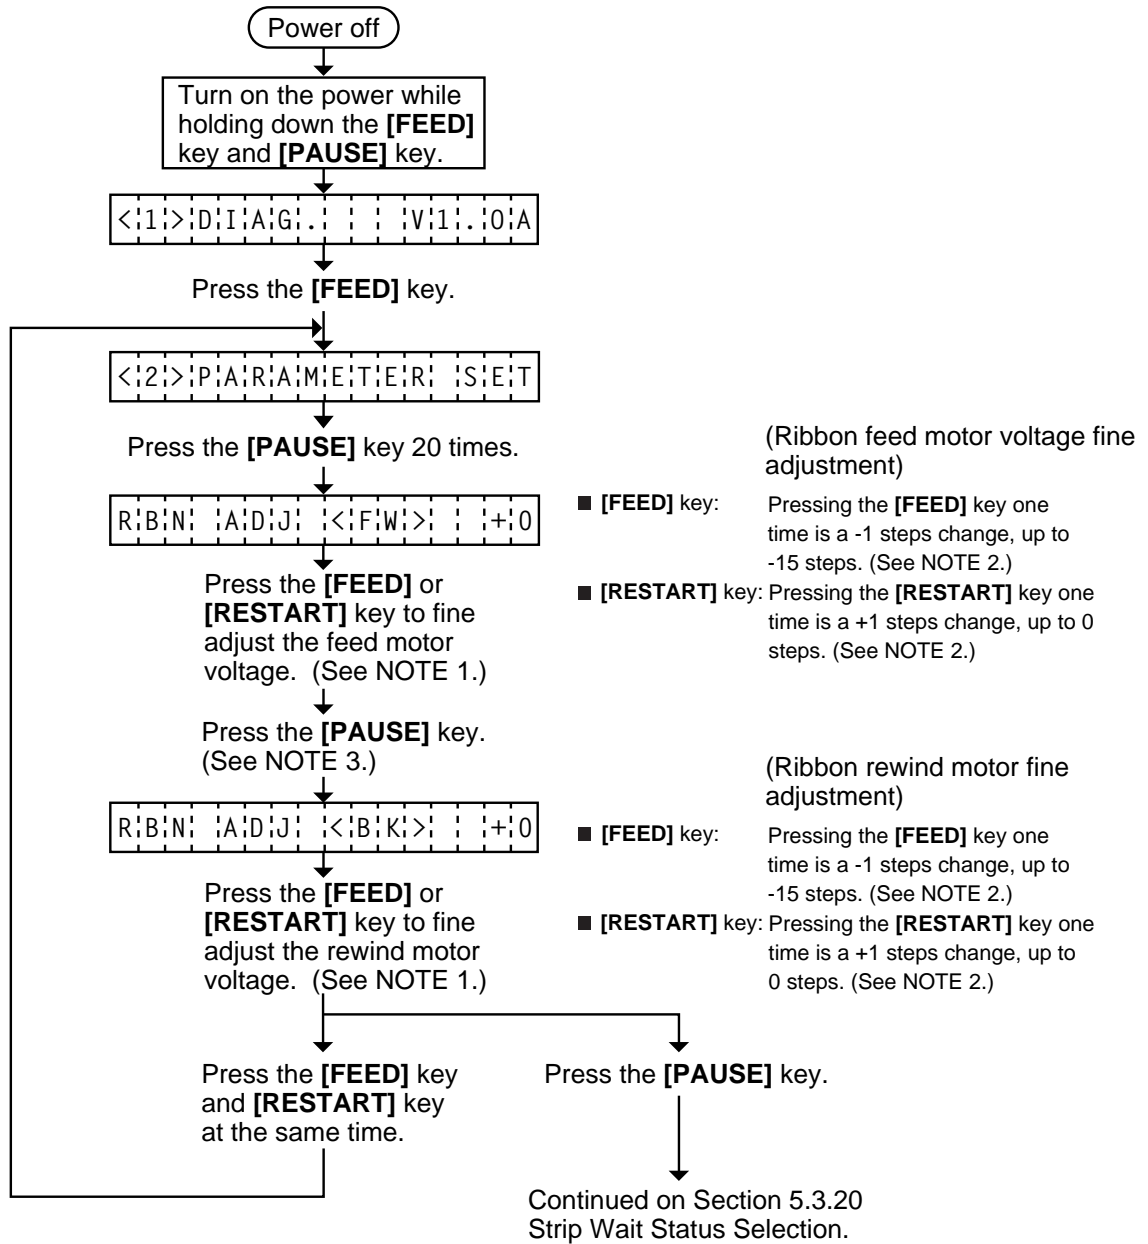 Power off
Turn on the power while
holding down the [FEED]
key and [PAUSE] key.
<1>DIAG.   V1.0A
Press the [FEED] key.
<2>PARAMETER SET
Press the [PAUSE] key 20 times.
RBN ADJ <FW>  +0
(Ribbon feed motor voltage fine
adjustment)
■ [FEED] key: Pressing the [FEED] key one
time is a -1 steps change, up to
-15 steps. (See NOTE 2.)
■ [RESTART] key: Pressing the [RESTART] key one
time is a +1 steps change, up to 0
steps. (See NOTE 2.)
Press the [FEED] or
[RESTART] key to fine
adjust the feed motor
voltage. (See NOTE 1.)
Press the [PAUSE] key.
(See NOTE 3.)
RBN ADJ <BK>  +0
(Ribbon rewind motor fine
adjustment)
■ [FEED] key: Pressing the [FEED] key one
time is a -1 steps change, up to
-15 steps. (See NOTE 2.)
■ [RESTART] key: Pressing the [RESTART] key one
time is a +1 steps change, up to
0 steps. (See NOTE 2.)
Press the [FEED] or
[RESTART] key to fine
adjust the rewind motor
voltage. (See NOTE 1.)
Press the [FEED] key
and [RESTART] key
at the same time.
Press the [PAUSE] key.
Continued on Section 5.3.20
Strip Wait Status Selection.